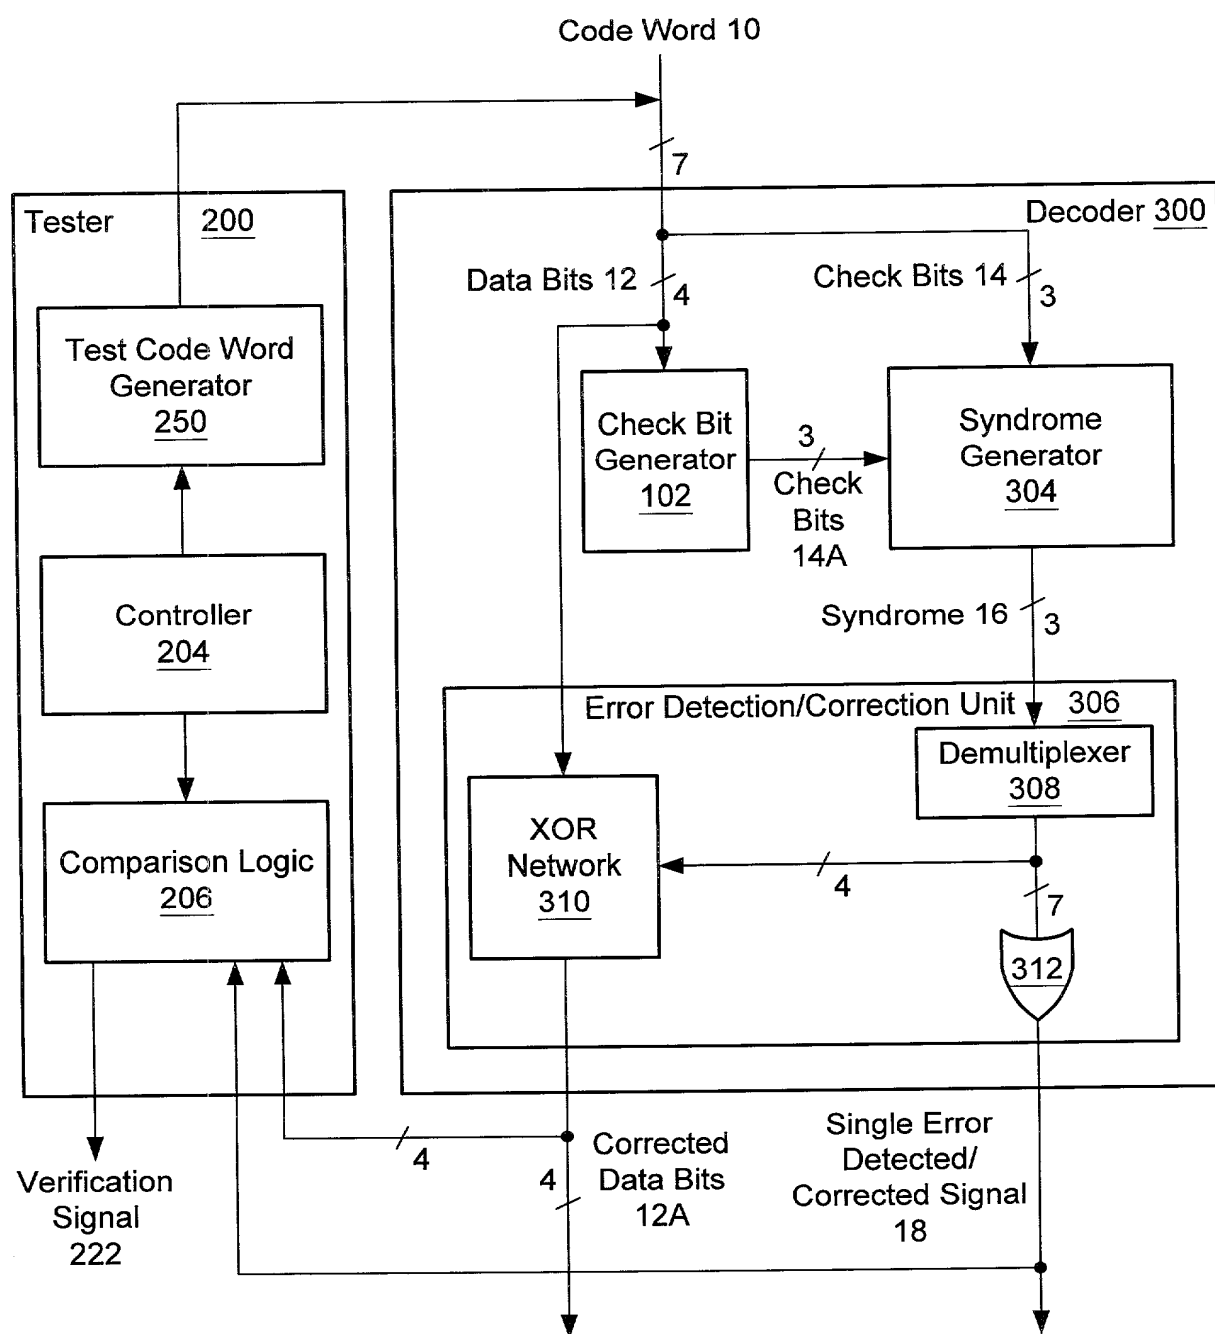 Code Word 10
7
Tester 200
Decoder 300
Data Bits 12
4
Check Bits 14
3
Test Code Word
Generator
250
Check Bit
Generator
102
3
Check
Bits
14A
Syndrome
Generator
304
Controller
204
Syndrome 16
3
Error Detection/Correction Unit 306
Demultiplexer
308
XOR
Network
310
4
7
312
Comparison Logic
206
Verification
Signal
222
4
4
Corrected
Data Bits
12A
Single Error
Detected/
Corrected Signal
18